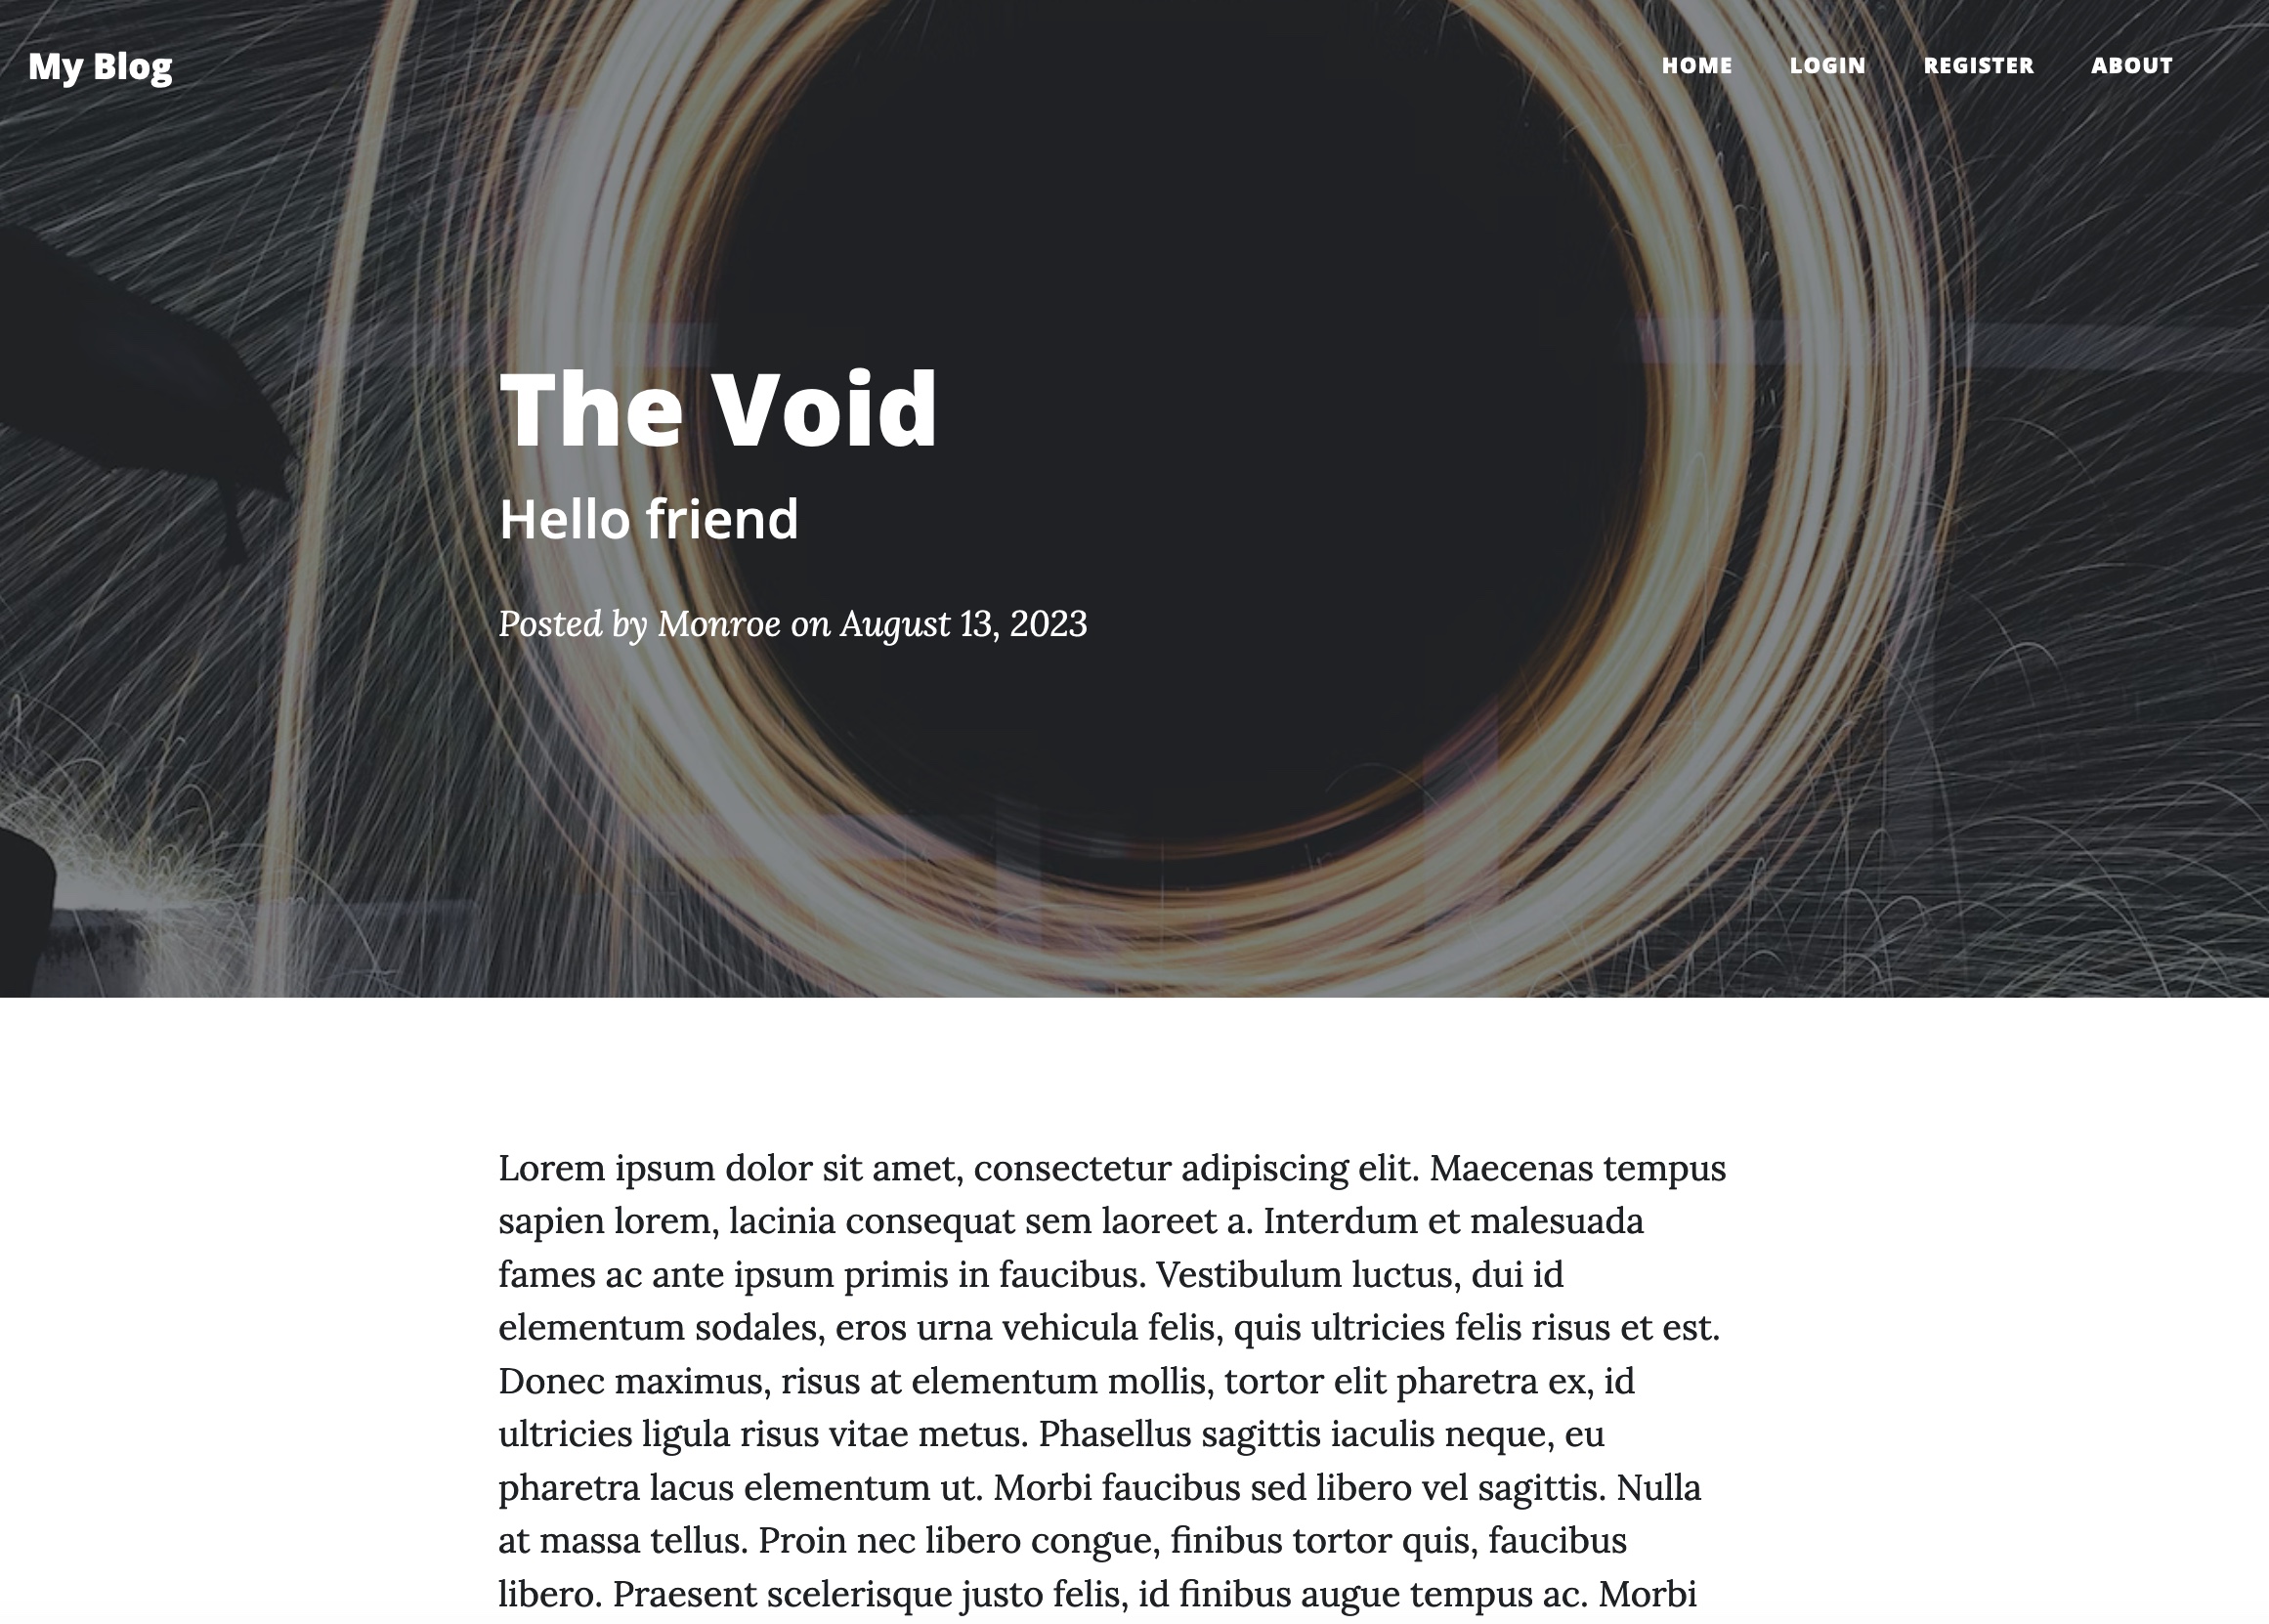 My Blog
HOME LOGIN REGISTER ABOUT
The Void
Hello friend
Posted by Monroe on August 13, 2023
Lorem ipsum dolor sit amet, consectetur adipiscing elit. Maecenas tempus
sapien lorem, lacinia consequat sem laoreet a. Interdum et malesuada
fames ac ante ipsum primis in faucibus. Vestibulum luctus, dui id
elementum sodales, eros urna vehicula felis, quis ultricies felis risus et est.
Donec maximus, risus at elementum mollis, tortor elit pharetra ex, id
ultricies ligula risus vitae metus. Phasellus sagittis iaculis neque, eu
pharetra lacus elementum ut. Morbi faucibus sed libero vel sagittis. Nulla
at massa tellus. Proin nec libero congue, finibus tortor quis, faucibus
libero. Praesent scelerisque justo felis, id finibus augue tempus ac. Morbi